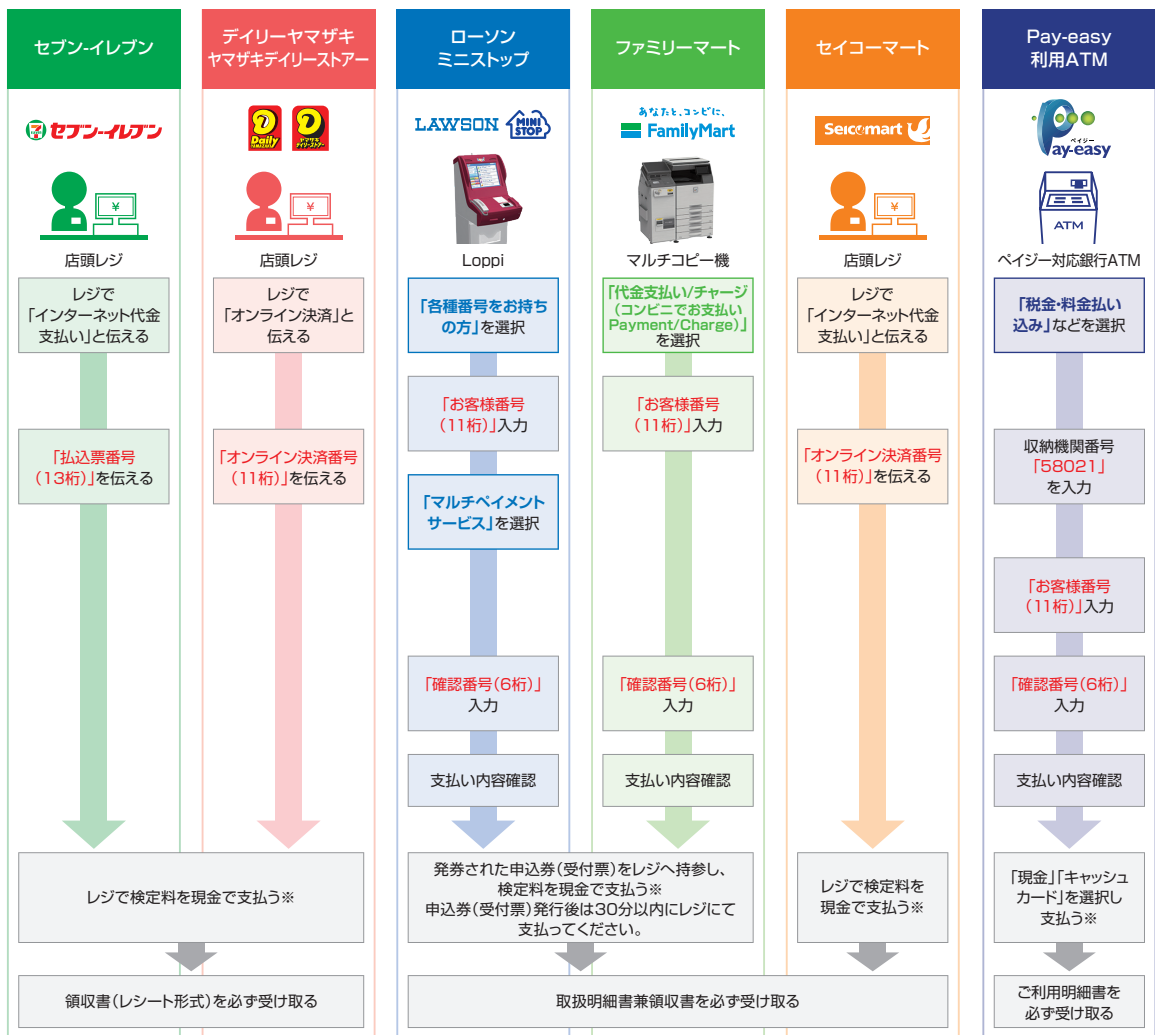 セブン-イレブン
セブン-イレブン
¥
店頭レジ
レジで
「インターネット代金
支払い」と伝える
「払込票番号
(13桁)」を伝える
デイリーヤマザキ
ヤマザキデイリーストアー
Daily
YAMAZAKI
ヤマザキ
デイリーストアー
¥
店頭レジ
レジで
「オンライン決済」と
伝える
「オンライン決済番号
(11桁)」を伝える
レジで検定料を現金で支払う※
領収書(レシート形式)を必ず受け取る
ローソン
ミニストップ
LAWSON
MINI
STOP
Loppi
「各種番号をお持ち
の方」を選択
「お客様番号
(11桁)」入力
「マルチペイメント
サービス」を選択
「確認番号(6桁)」
入力
支払い内容確認
ファミリーマート
あなたと、コンビに、
FamilyMart
マルチコピー機
「代金支払い/チャージ
(コンビニでお支払い
Payment/Charge)」
を選択
「お客様番号
(11桁)」入力
「確認番号(6桁)」
入力
支払い内容確認
発券された申込券(受付票)をレジへ持参し、
検定料を現金で支払う※
申込券(受付票)発行後は30分以内にレジにて
支払ってください。
セイコーマート
Seicomart
¥
店頭レジ
レジで
「インターネット代金
支払い」と伝える
「オンライン決済番号
(11桁)」を伝える
レジで検定料を
現金で支払う※
取扱明細書兼領収書を必ず受け取る
Pay-easy
利用ATM
ペイジー
Pay-easy
ATM
ペイジー対応銀行ATM
「税金・料金払い
込み」などを選択
収納機関番号
「58021」
を入力
「お客様番号
(11桁)」入力
「確認番号(6桁)」
入力
支払い内容確認
「現金」「キャッシュ
カード」を選択し
支払う※
ご利用明細書を
必ず受け取る